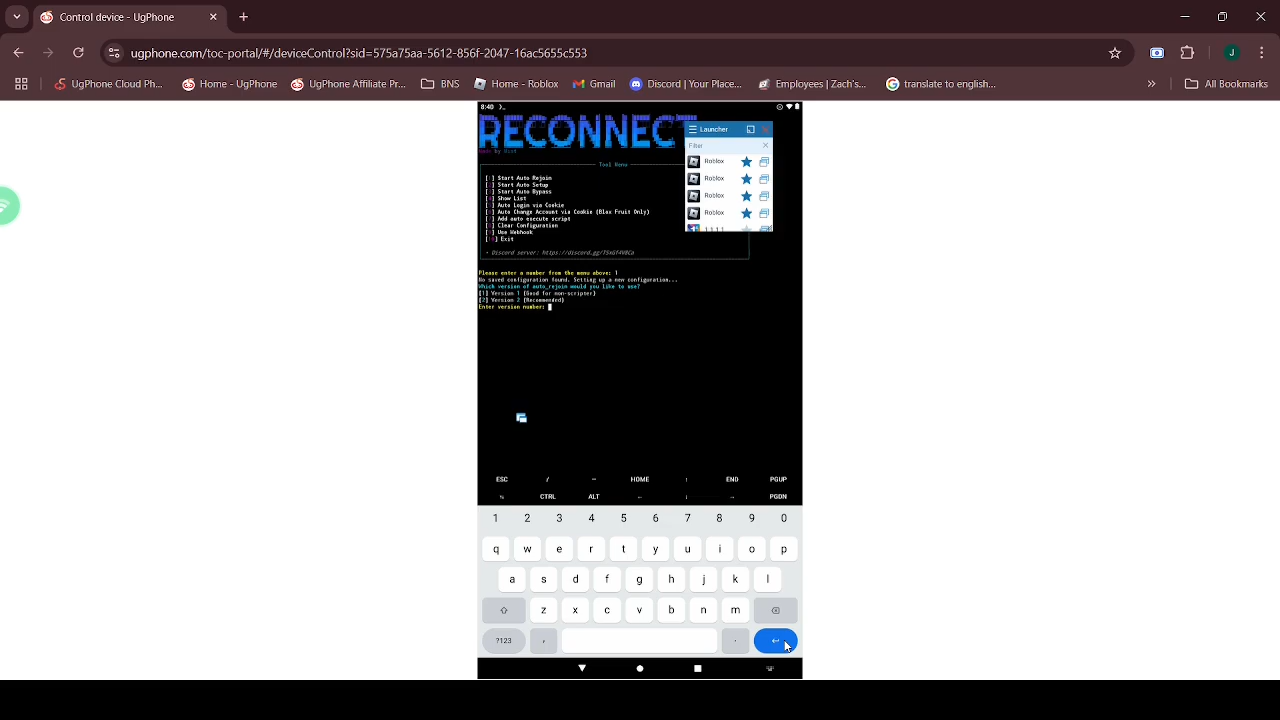 Control device - UgPhone.com
ugphone.com/toc-portal/#/deviceControl?sid=575a75aa-5612-856f-2047-16ac5655c553
J
UgPhone Cloud Ph...
Home - UgPhone
UgPhone Affiliate Pr...
BNS
Home - Roblox
Gmail
Discord | "Your Place...
Employees | Zach's...
translate to english...
All Bookmarks
8:40
RECONNECT
Launcher
Filter
Roblox
Roblox
Roblox
Roblox
1.1.1.1
Tool Menu
Start Auto Rejoin
Start Auto Setup
Start Auto Bypass
Show List
Auto Login via Cookie
Auto Change Account via Cookie (Blox Fruit Only)
Add auto execute script
Clear Configuration
Use Webhook
Exit
Please enter a number from the menu above: 1
No saved configuration found. Setting up a new configuration...
Which version of auto_rejoin would you like to use?
[1] Version 1 (Good for non-scripter)
[2] Version 2 (Recommended)
Enter version number:
ESC / – HOME ↑ END PGUP
CTRL ALT ← ↓ → PGDN
1 2 3 4 5 6 7 8 9 0
q w e r t y u i o p
a s d f g h j k l
z x c v b n m
?123 , .